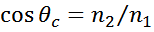 cos θ_c = n_2/n_1